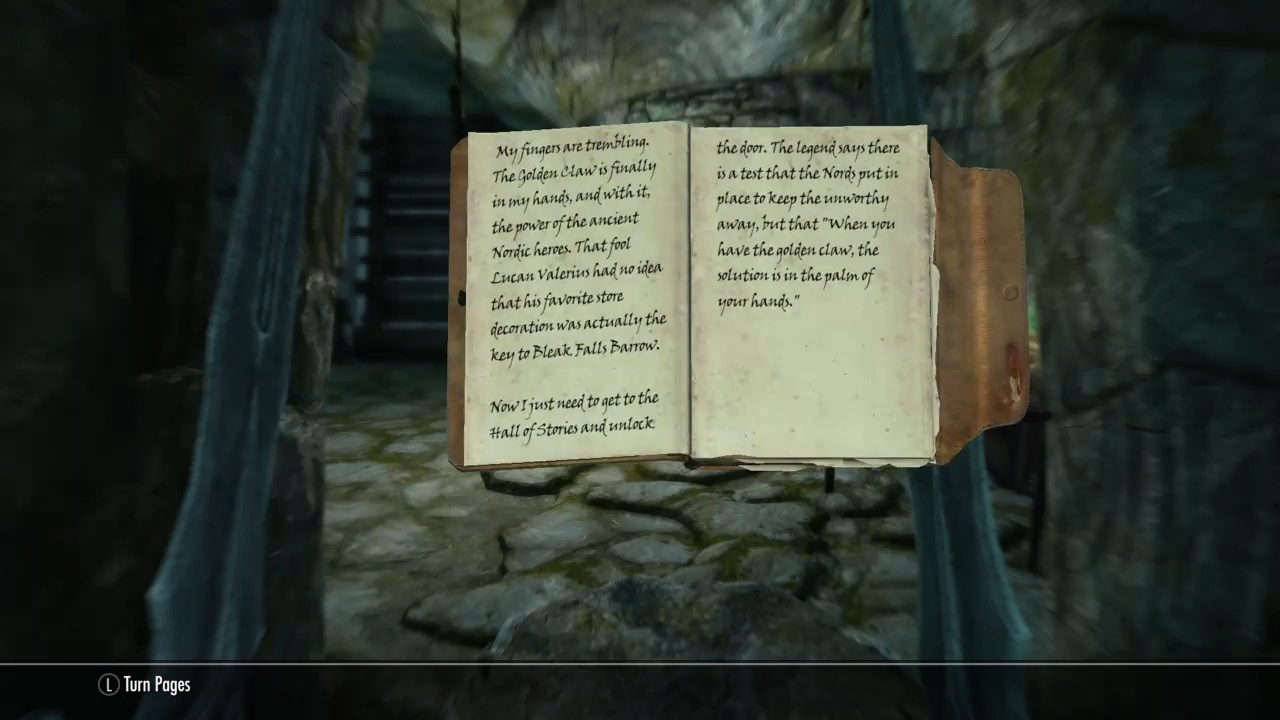 My fingers are trembling.
The Golden Claw is finally
in my hands, and with it,
the power of the ancient
Nordic heroes. That fool
Lucan Valerius had no idea
that his favorite store
decoration was actually the
key to Bleak Falls Barrow.
Now I just need to get to the
Hall of Stories and unlock
the door. The legend says there
is a test that the Nords put in
place to keep the unworthy
away, but that "When you
have the golden claw, the
solution is in the palm of
your hands."
L Turn Pages